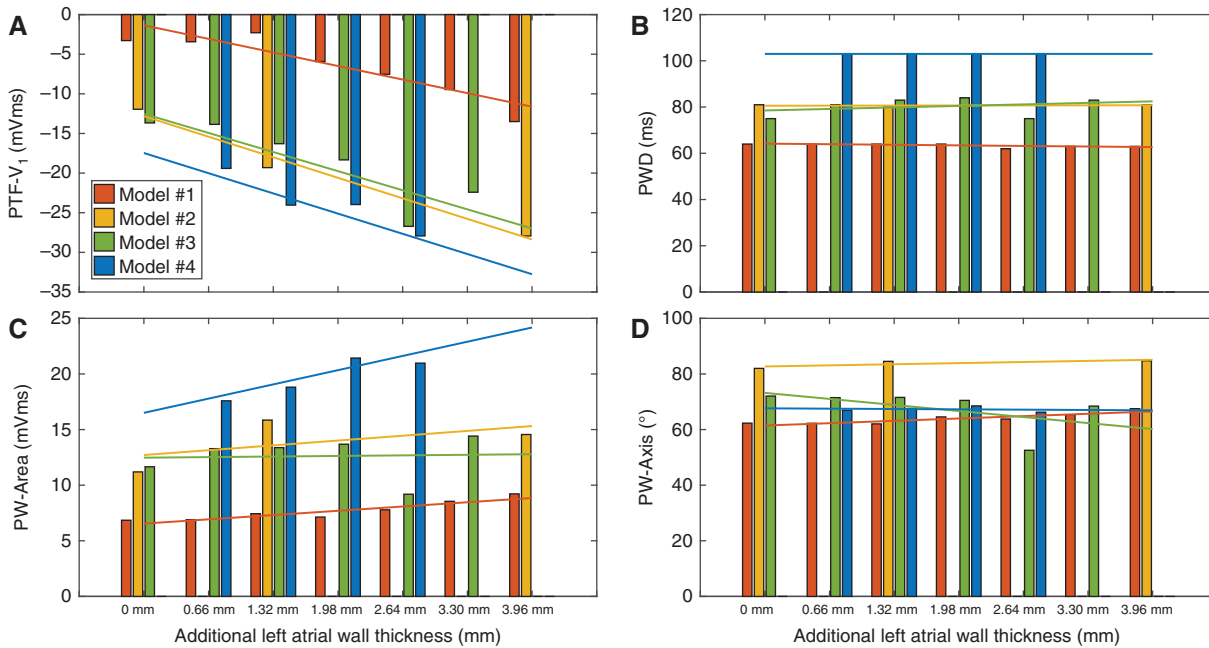 A
PTF-V1 (mVms)
0
–5
–10
–15
–20
–25
–30
–35
Model #1
Model #2
Model #3
Model #4
B
PWD (ms)
120
100
80
60
40
20
0
C
PW-Area (mVms)
25
20
15
10
5
0
0 mm 0.66 mm 1.32 mm 1.98 mm 2.64 mm 3.30 mm 3.96 mm
Additional left atrial wall thickness (mm)
D
PW-Axis (°)
100
80
60
40
20
0
0 mm 0.66 mm 1.32 mm 1.98 mm 2.64 mm 3.30 mm 3.96 mm
Additional left atrial wall thickness (mm)